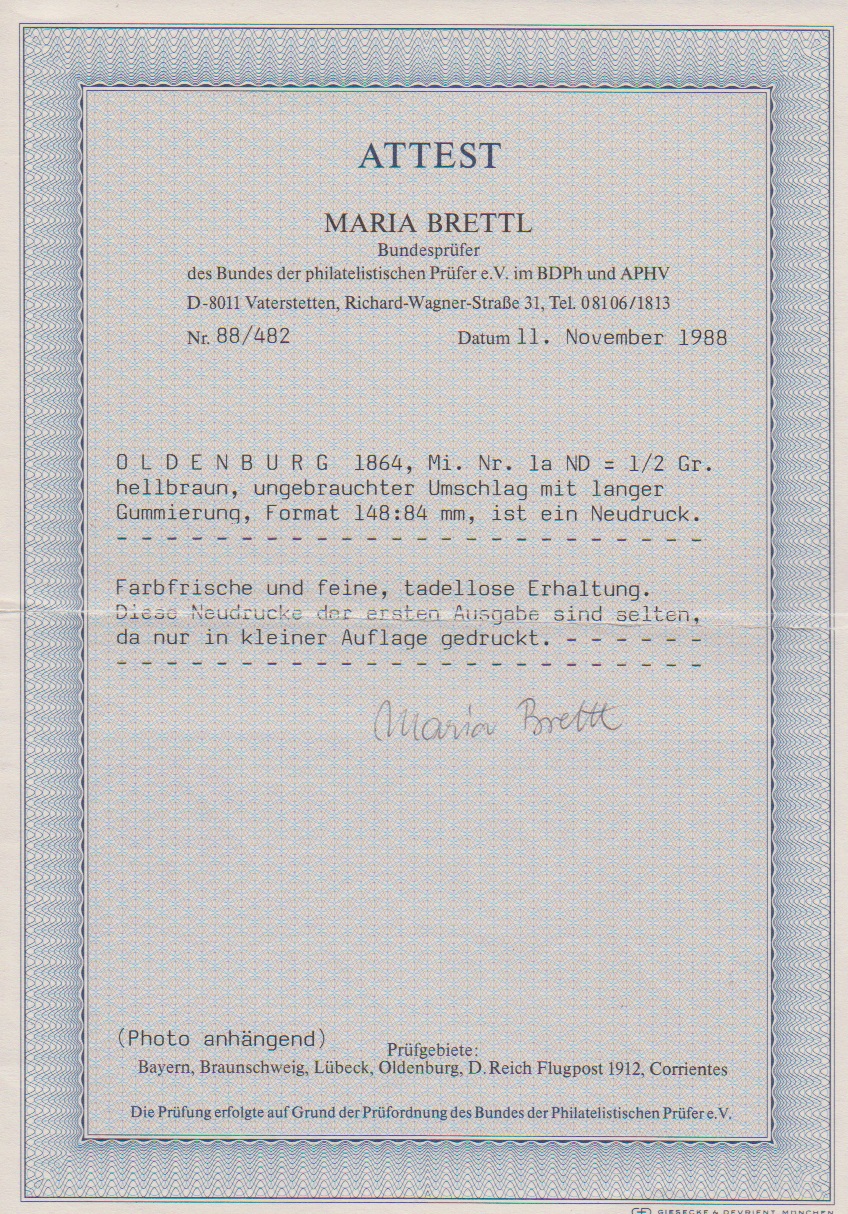 ATTEST
MARIA BRETTL
Bundesprüfer
des Bundes der philatelistischen Prüfer e.V. im BDPh und APHV
D-8011 Vaterstetten, Richard-Wagner-Straße 31, Tel. 08106/1813
Nr. 88/482 Datum 11. November 1988
O L D E N B U R G 1864, Mi. Nr. 1a ND = 1/2 Gr.
hellbraun, ungebrauchter Umschlag mit langer
Gummierung, Format 148:84 mm, ist ein Neudruck.
- - - - - - - - - - - - - - - - - - - - - - - -
Farbfrische und feine, tadellose Erhaltung.
Diese Neudrucke der ersten Ausgabe sind selten,
da nur in kleiner Auflage gedruckt. - - - - - -
- - - - - - - - - - - - - - - - - - - - - - - -
Maria Brettl
(Photo anhängend)
Prüfgebiete:
Bayern, Braunschweig, Lübeck, Oldenburg, D. Reich Flugpost 1912, Corrientes
Die Prüfung erfolgte auf Grund der Prüfordnung des Bundes der Philatelistischen Prüfer e.V.
GIESECKE & DEVRIENT MÜNCHEN